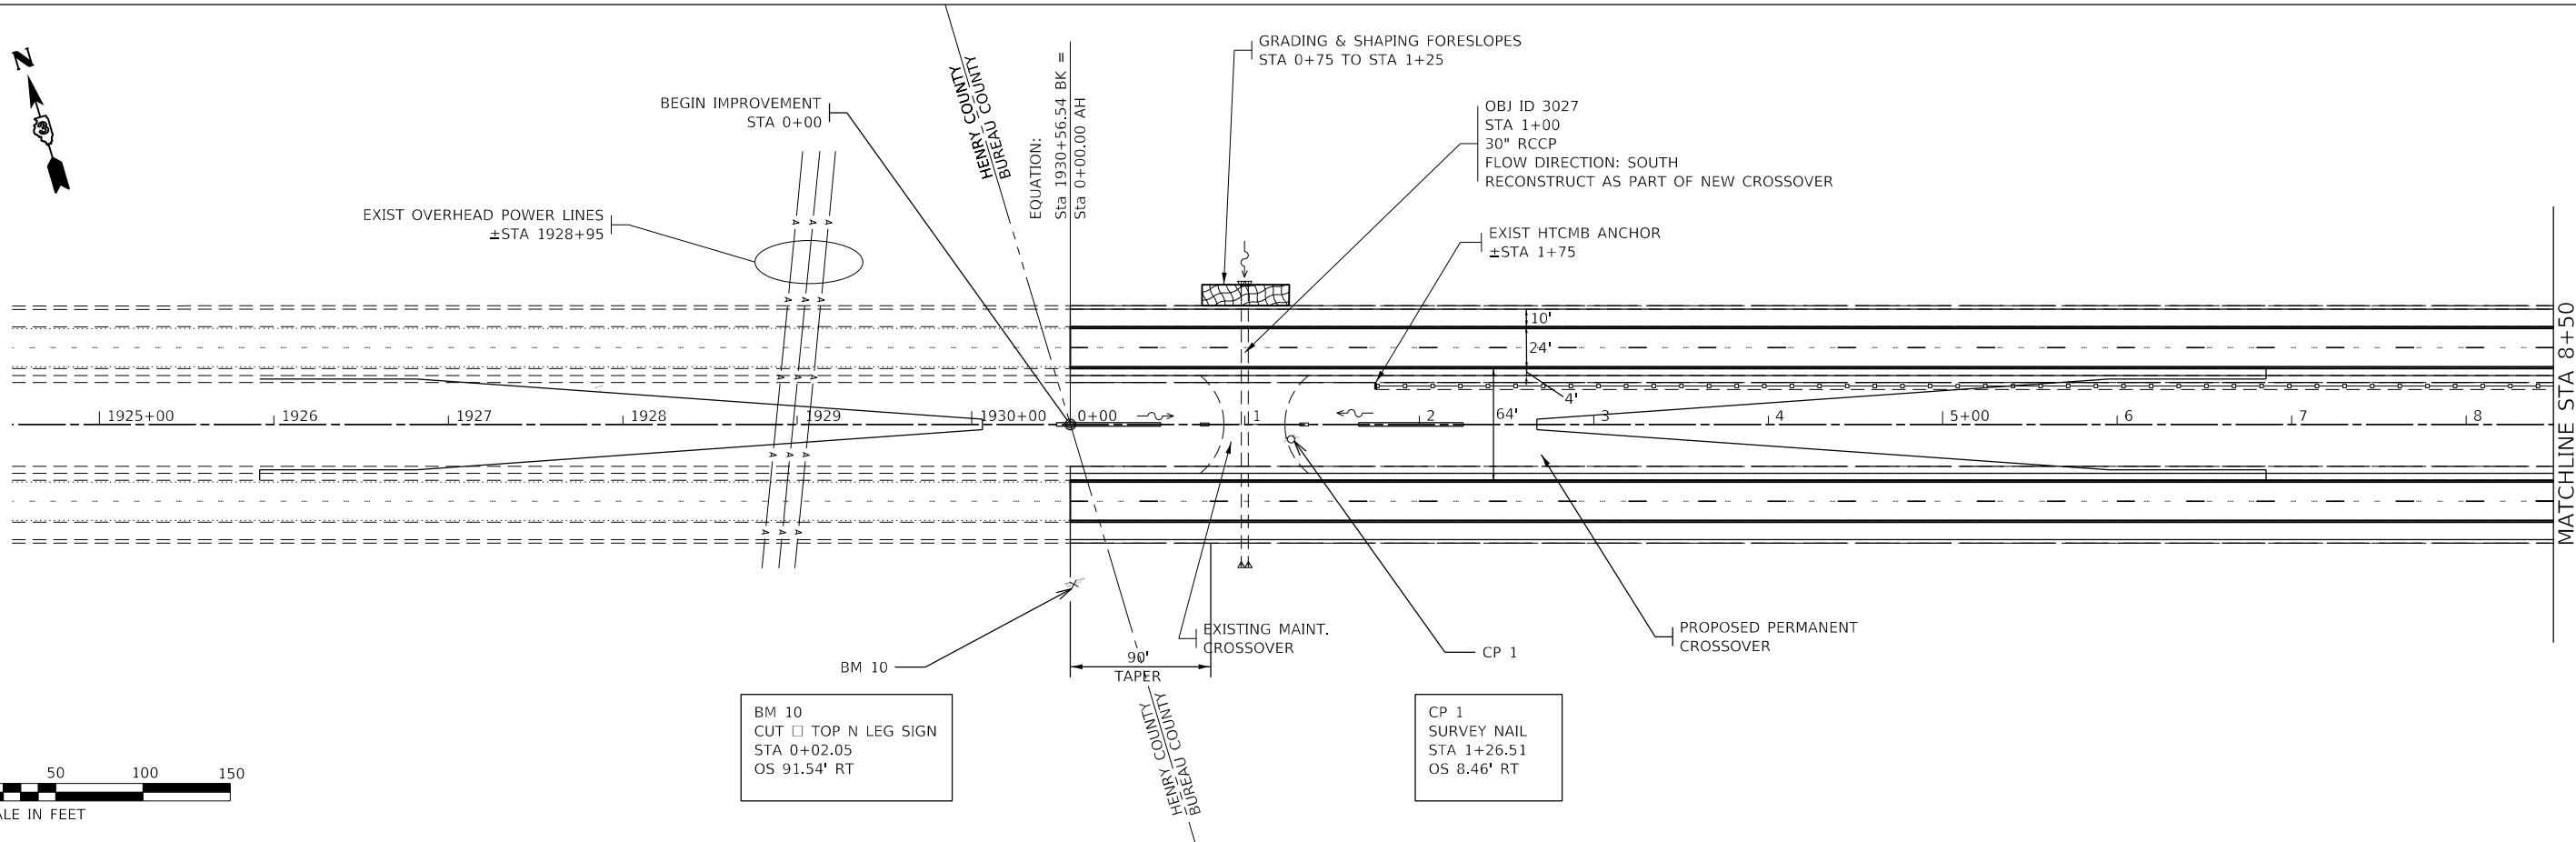 N
3
GRADING & SHAPING FORESLOPES
STA 0+75 TO STA 1+25
BEGIN IMPROVEMENT
STA 0+00
HENRY COUNTY
BUREAU COUNTY
EQUATION:
Sta 1930+56.54 BK =
Sta 0+00.00 AH
OBJ ID 3027
STA 1+00
30" RCCP
FLOW DIRECTION: SOUTH
RECONSTRUCT AS PART OF NEW CROSSOVER
EXIST OVERHEAD POWER LINES
±STA 1928+95
EXIST HTCMB ANCHOR
±STA 1+75
A A A
A A A
A A A
A A A
A A A
10'
24'
4'
64'
1925+00 1926 1927 1928 1929 1930+00 0+00 1 2 3 4 5+00 6 7 8
MATCHLINE STA 8+50
EXISTING MAINT.
CROSSOVER
PROPOSED PERMANENT
CROSSOVER
CP 1
BM 10
90'
TAPER
HENRY COUNTY
BUREAU COUNTY
BM 10
CUT □ TOP N LEG SIGN
STA 0+02.05
OS 91.54' RT
CP 1
SURVEY NAIL
STA 1+26.51
OS 8.46' RT
50 100 150
ALE IN FEET